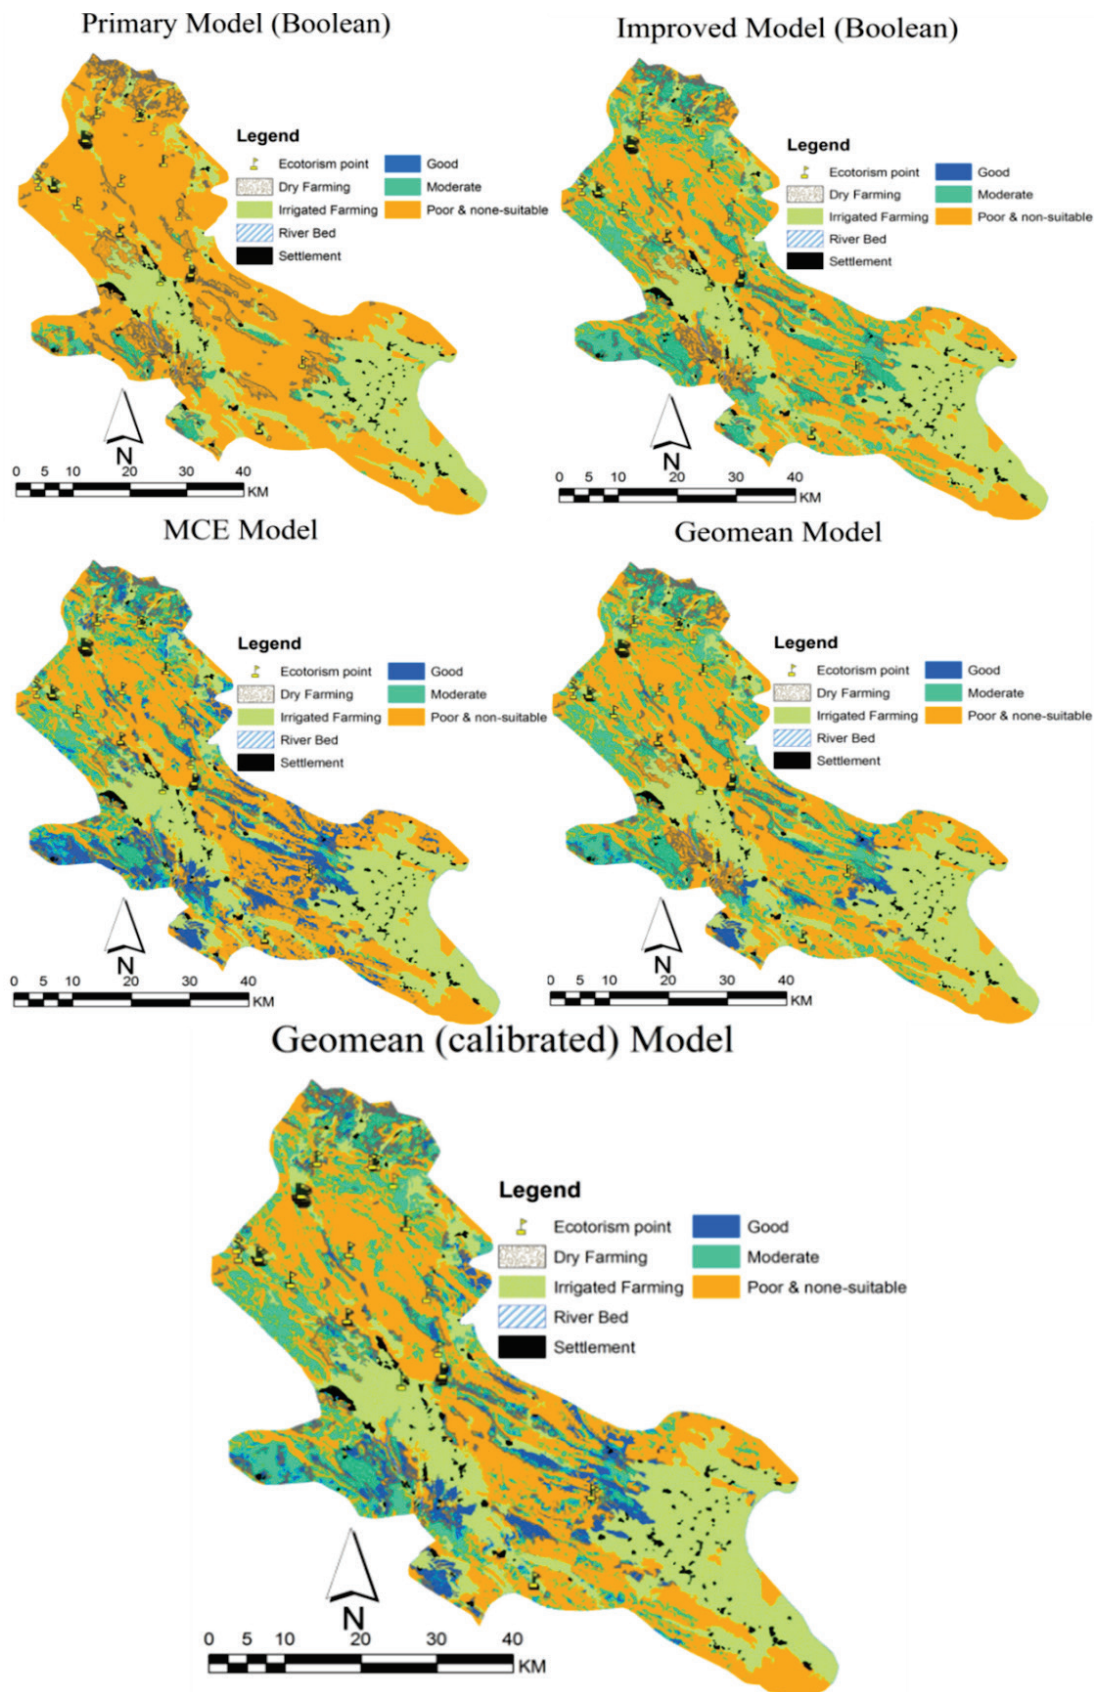 Primary Model (Boolean)
Legend
Ecotorism point
Good
Dry Farming
Moderate
Irrigated Farming
Poor & none-suitable
River Bed
Settlement
N
0 5 10 20 30 40
KM
Improved Model (Boolean)
Legend
Ecotorism point
Good
Dry Farming
Moderate
Irrigated Farming
Poor & non-suitable
River Bed
Settlement
N
0 5 10 20 30 40
KM
MCE Model
Legend
Ecotorism point
Good
Dry Farming
Moderate
Irrigated Farming
Poor & non-suitable
River Bed
Settlement
N
0 5 10 20 30 40
KM
Geomean Model
Legend
Ecotorism point
Good
Dry Farming
Moderate
Irrigated Farming
Poor & none-suitable
River Bed
Settlement
N
0 5 10 20 30 40
KM
Geomean (calibrated) Model
Legend
Ecotorism point
Good
Dry Farming
Moderate
Irrigated Farming
Poor & none-suitable
River Bed
Settlement
N
0 5 10 20 30 40
KM